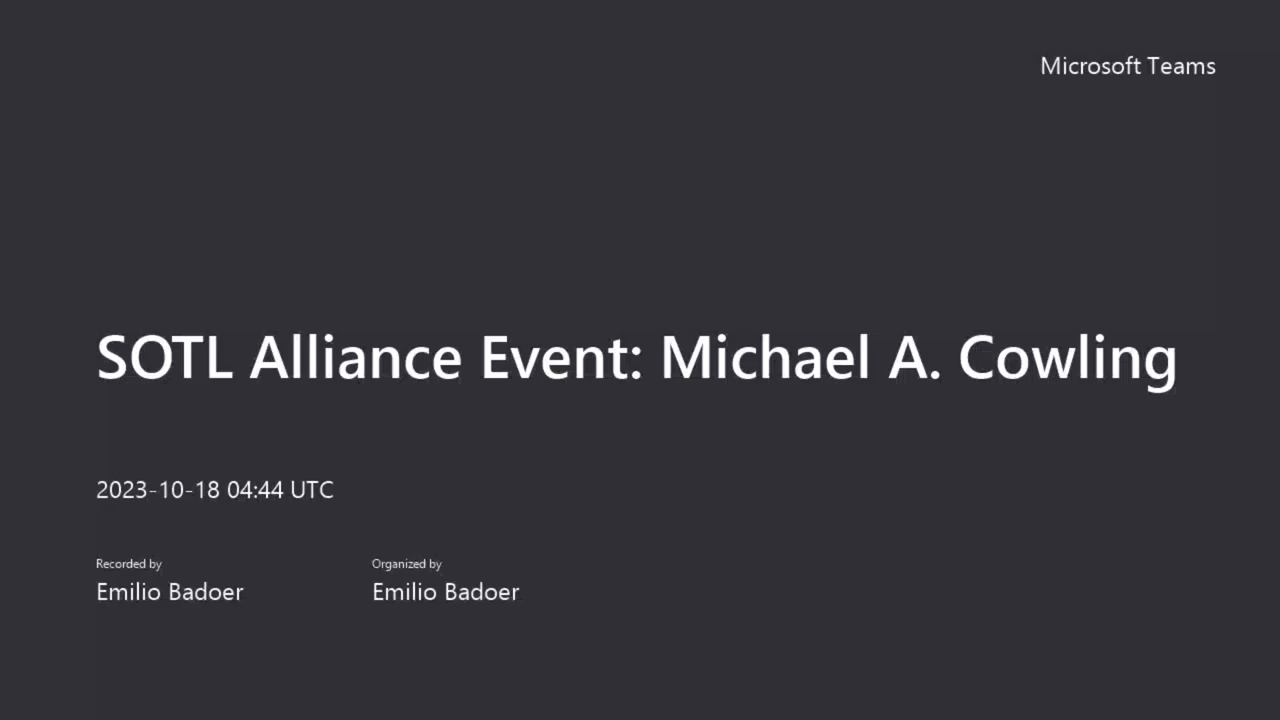 Microsoft Teams
SOTL Alliance Event: Michael A. Cowling
2023-10-18 04:44 UTC
Recorded by
Emilio Badoer
Organized by
Emilio Badoer